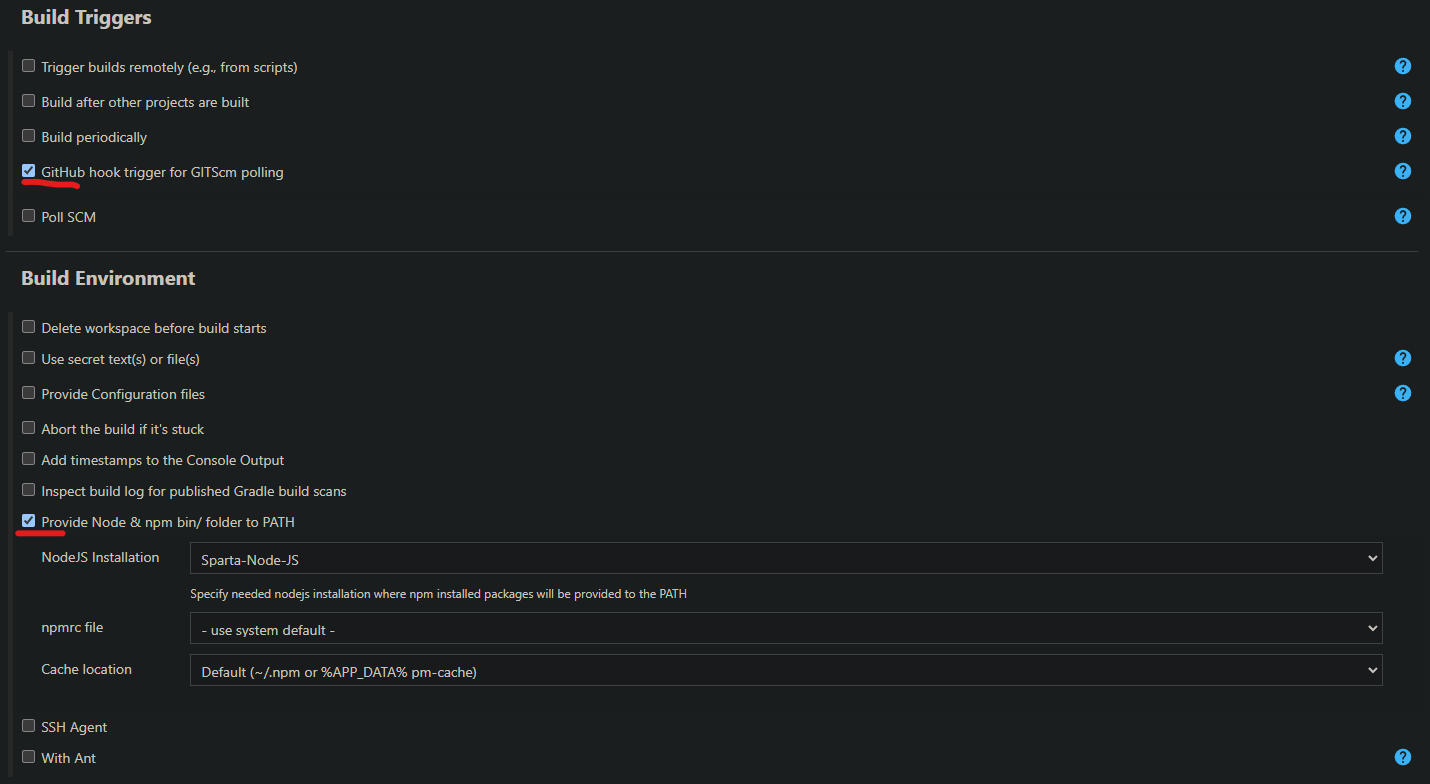 Build Triggers
Trigger builds remotely (e.g., from scripts)
?
Build after other projects are built
?
Build periodically
?
GitHub hook trigger for GITScm polling
?
Poll SCM
?
Build Environment
Delete workspace before build starts
Use secret text(s) or file(s)
?
Provide Configuration files
?
Abort the build if it's stuck
Add timestamps to the Console Output
Inspect build log for published Gradle build scans
Provide Node & npm bin/ folder to PATH
NodeJS Installation Sparta-Node-JS
Specify needed nodejs installation where npm installed packages will be provided to the PATH
npmrc file - use system default -
Cache location Default (~/.npm or %APP_DATA% pm-cache)
SSH Agent
With Ant
?